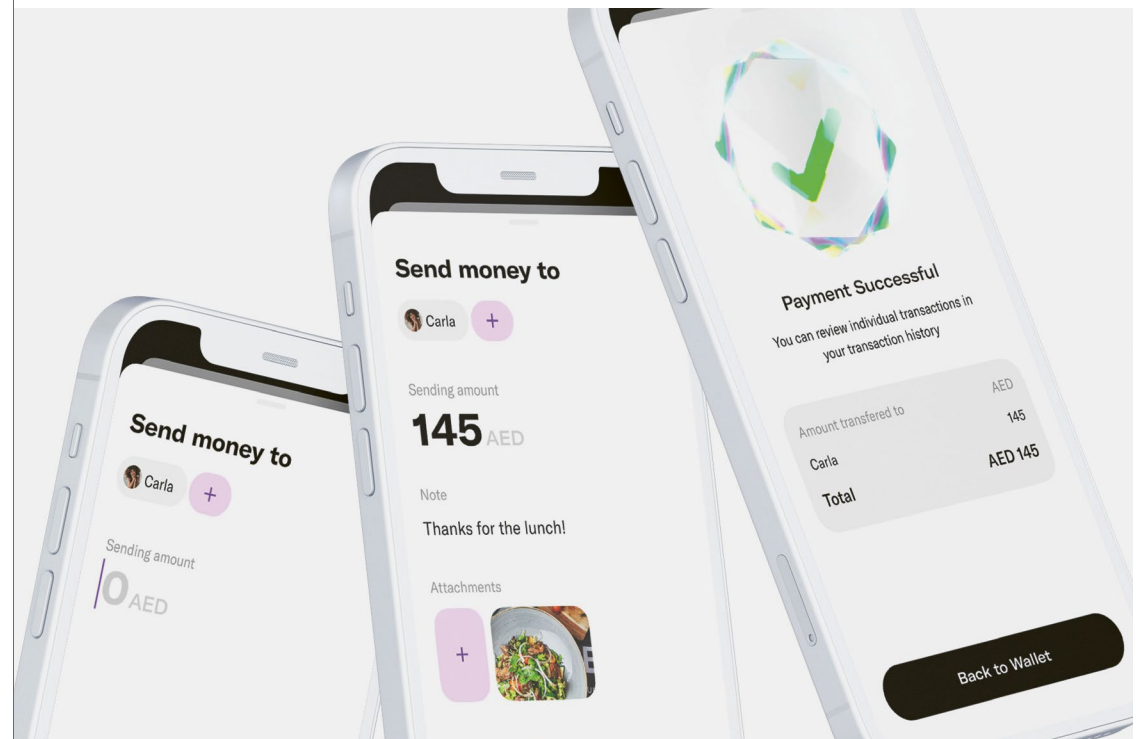 Send money to
Carla
+
Sending amount
0 AED
Send money to
Carla
+
Sending amount
145 AED
Note
Thanks for the lunch!
Attachments
+
Payment Successful
You can review individual transactions in
your transaction history
Amount transfered to AED
Carla 145
Total AED 145
Back to Wallet